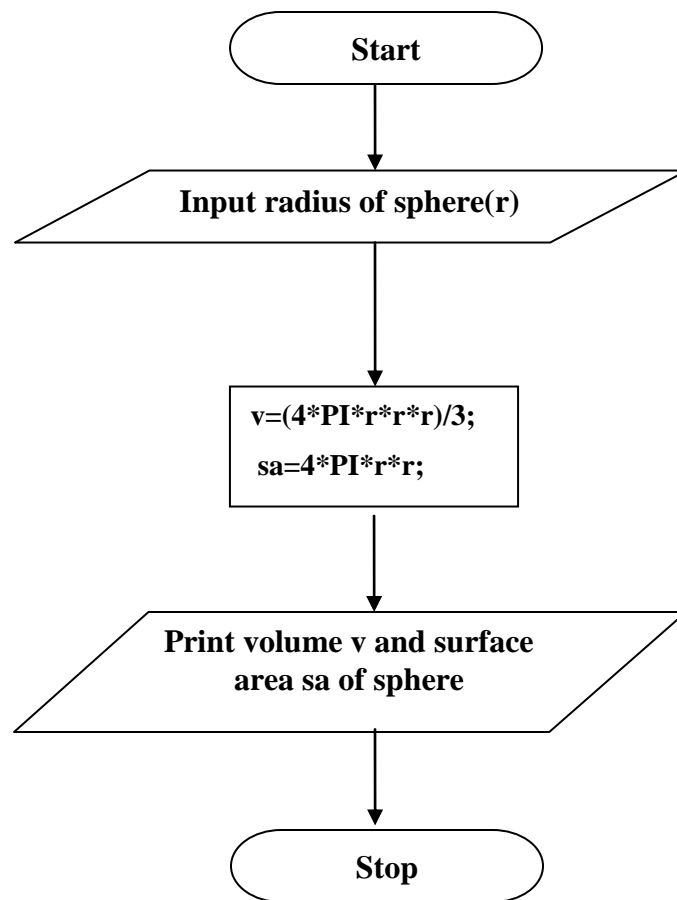 Start
Input radius of sphere(r)
v=(4*PI*r*r*r)/3;
sa=4*PI*r*r;
Print volume v and surface
area sa of sphere
Stop